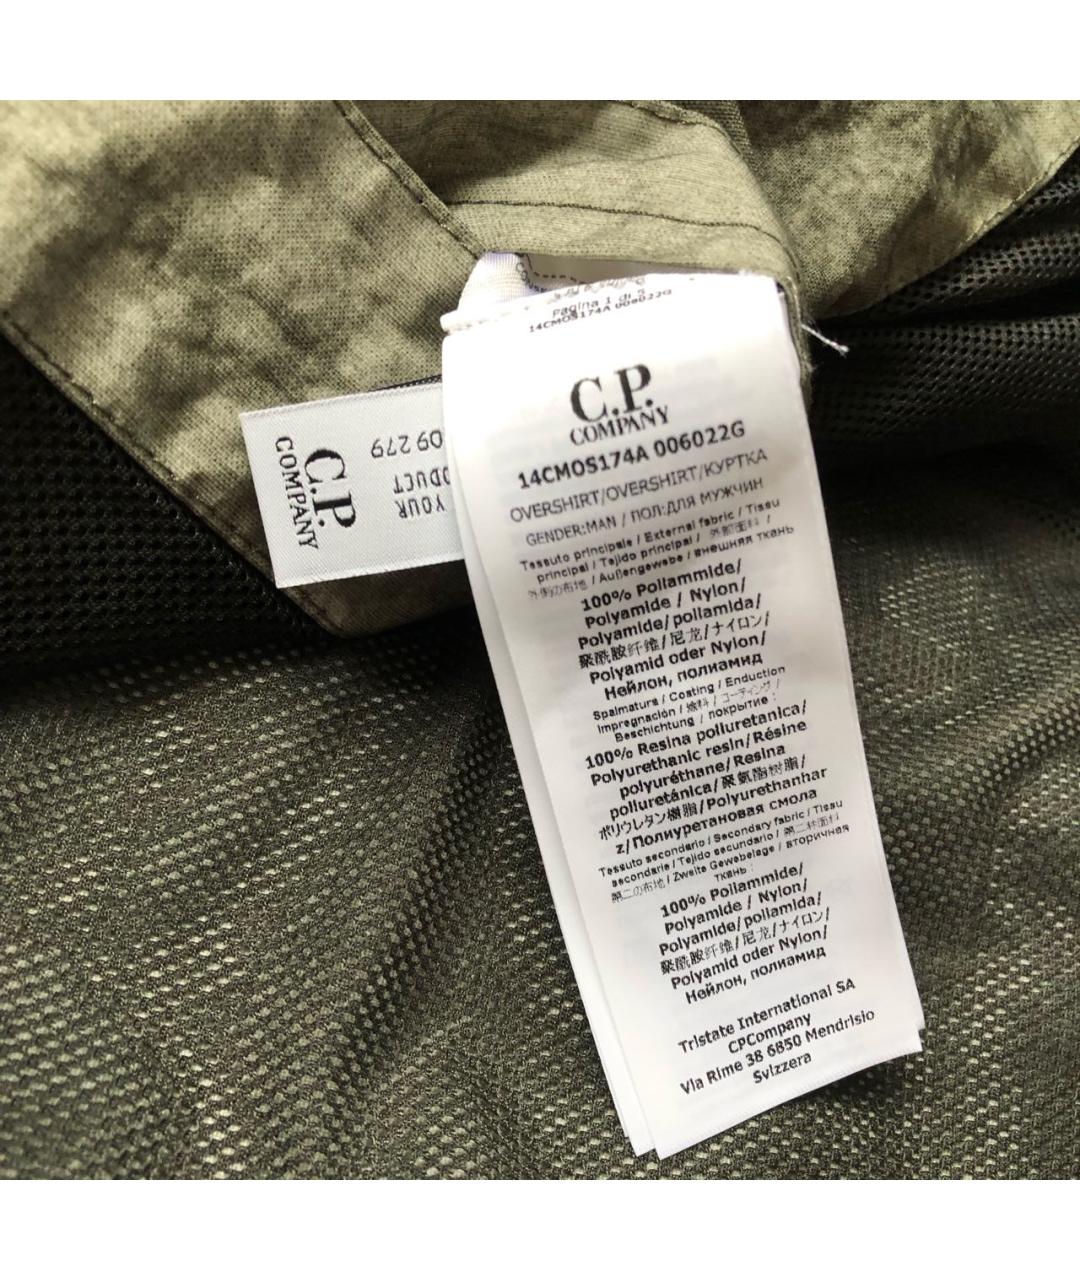 Pagina 1 di 5
14CMOS174A 006022G
C.P.
COMPANY
14CMOS174A 006022G
OVERSHIRT/OVERSHIRT/КУРТКА
GENDER:MAN / ПОЛ:ДЛЯ МУЖЧИН
Tessuto principale / External fabric / Tissu
principal / Tejido principal / 外部面料 /
外側の布地 / Außengewebe / внешняя ткань
100% Poliammide/
Polyamide / Nylon/
Polyamide/poliamida/
聚酰胺纤维/尼龙/ナイロン/
Polyamid oder Nylon/
Нейлон, полиамид
Spalmatura / Coating / Enduction
Impregnación / 涂料 / コーティング /
Beschichtung / покрытие :
100% Resina poliuretanica/
Polyurethanic resin/Résine
polyuréthane/Resina
poliuretánica/聚氨酯树脂/
ポリウレタン樹脂/Polyurethanhar
z/Полиуретановая смола
Tessuto secondario / Secondary fabric / Tissu
secondarie / Tejido secundario / 第二种面料
第二の布地 / Zweite Gewebelage / вторичная
ткань :
100% Poliammide/
Polyamide / Nylon/
Polyamide/poliamida/
聚酰胺纤维/尼龙/ナイロン/
Polyamid oder Nylon/
Нейлон, полиамид
Tristate International SA
CPCompany
Via Rime 38 6850 Mendrisio
Svizzera
C.P.
COMPANY
YOUR
ODUCT
09 279